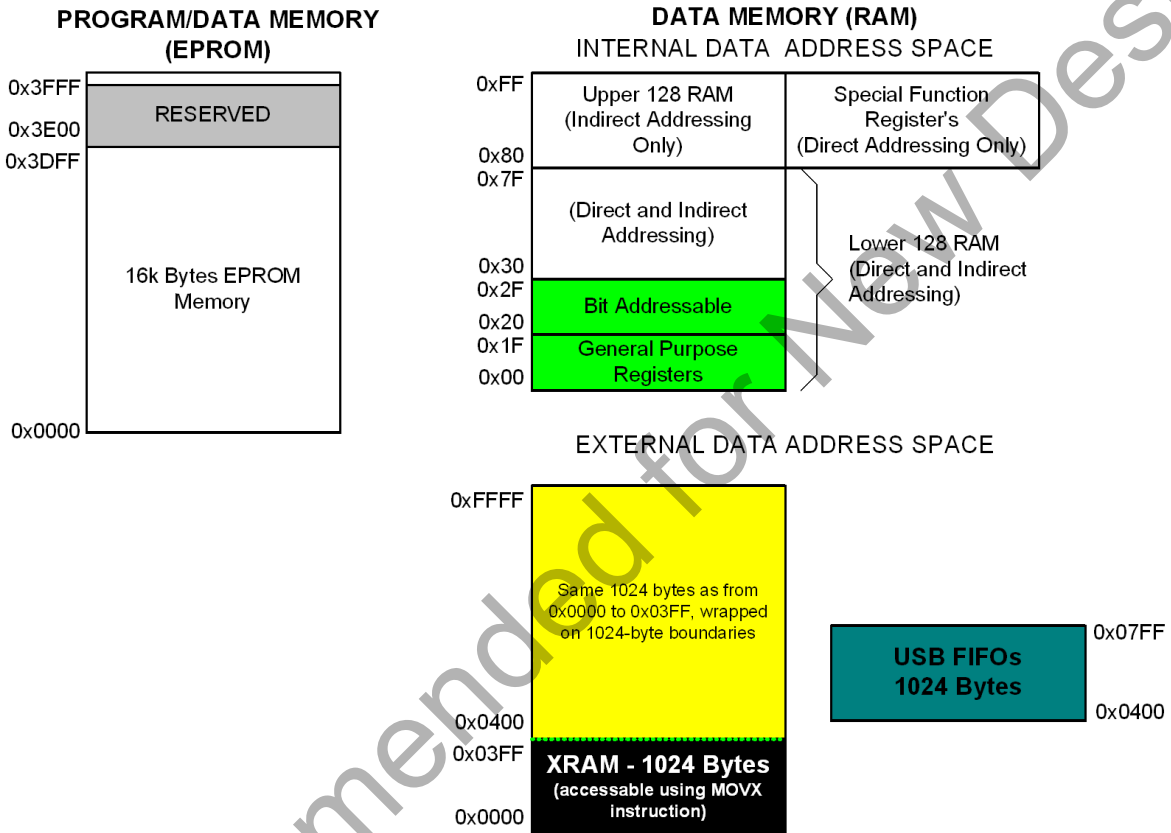 PROGRAM/DATA MEMORY
(EPROM)
0x3FFF
RESERVED
0x3E00
0x3DFF
16k Bytes EPROM
Memory
0x0000
DATA MEMORY (RAM)
INTERNAL DATA ADDRESS SPACE
0xFF
Upper 128 RAM
(Indirect Addressing
Only)
0x80
Special Function
Register's
(Direct Addressing Only)
0x7F
(Direct and Indirect
Addressing)
0x30
Lower 128 RAM
(Direct and Indirect
Addressing)
0x2F
Bit Addressable
0x20
0x1F
General Purpose
Registers
0x00
EXTERNAL DATA ADDRESS SPACE
0xFFFF
Same 1024 bytes as from
0x0000 to 0x03FF, wrapped
on 1024-byte boundaries
0x0400
0x03FF
XRAM - 1024 Bytes
(accessable using MOVX
instruction)
0x0000
0x07FF
USB FIFOs
1024 Bytes
0x0400
mended for New Des